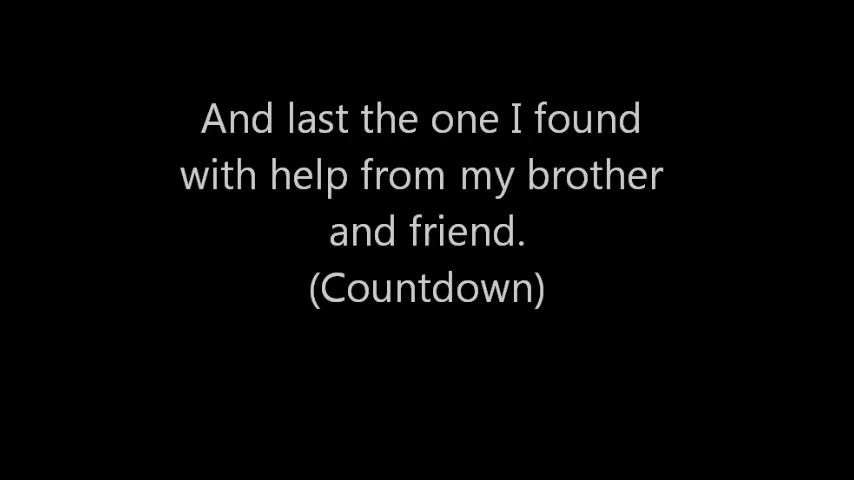 And last the one I found
with help from my brother
and friend.
(Countdown)